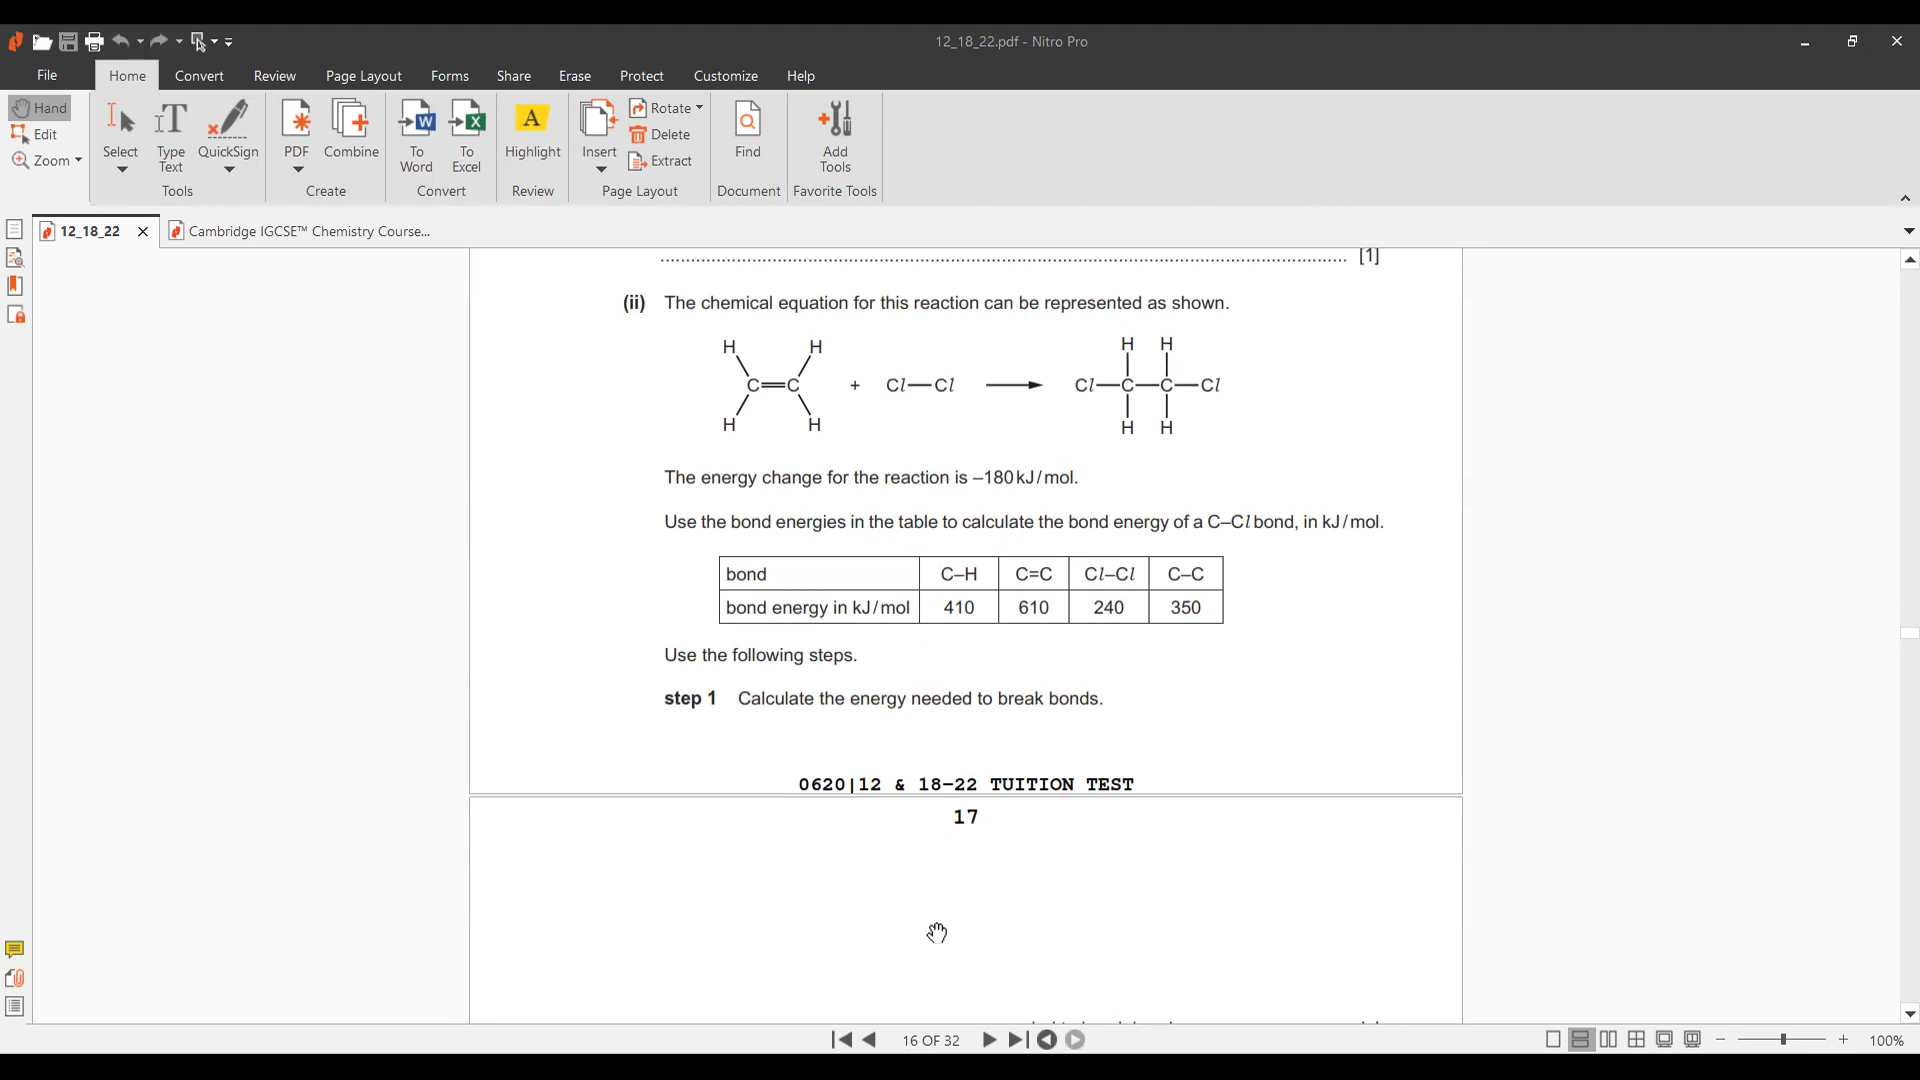 12_18_22.pdf - Nitro Pro
File Home Convert Review Page Layout Forms Share Erase Protect Customize Help
Hand
Edit
Zoom
Select
Type Text
QuickSign
Tools
PDF
Combine
Create
To Word
To Excel
Convert
A
Highlight
Review
Insert
Rotate
Delete
Extract
Page Layout
Find
Document
Add Tools
Favorite Tools
12_18_22
Cambridge IGCSE™ Chemistry Course...
[1]
(ii) The chemical equation for this reaction can be represented as shown.
H H H H
C=C + Cl—Cl Cl—C—C—Cl
H H H H
The energy change for the reaction is –180 kJ/mol.
Use the bond energies in the table to calculate the bond energy of a C–Cl bond, in kJ/mol.
bond C–H C=C Cl–Cl C–C
bond energy in kJ/mol 410 610 240 350
Use the following steps.
step 1 Calculate the energy needed to break bonds.
0620|12 & 18-22 TUITION TEST
17
16 OF 32
100%